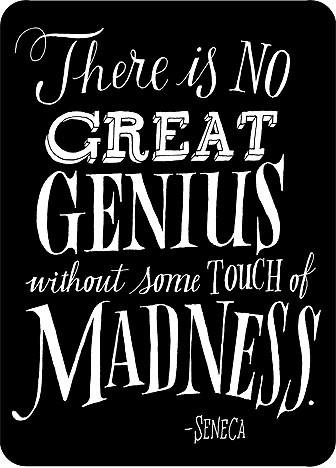 There is NO
GREAT
GENIUS
without some TOUCH of
MADNESS.
-SENECA